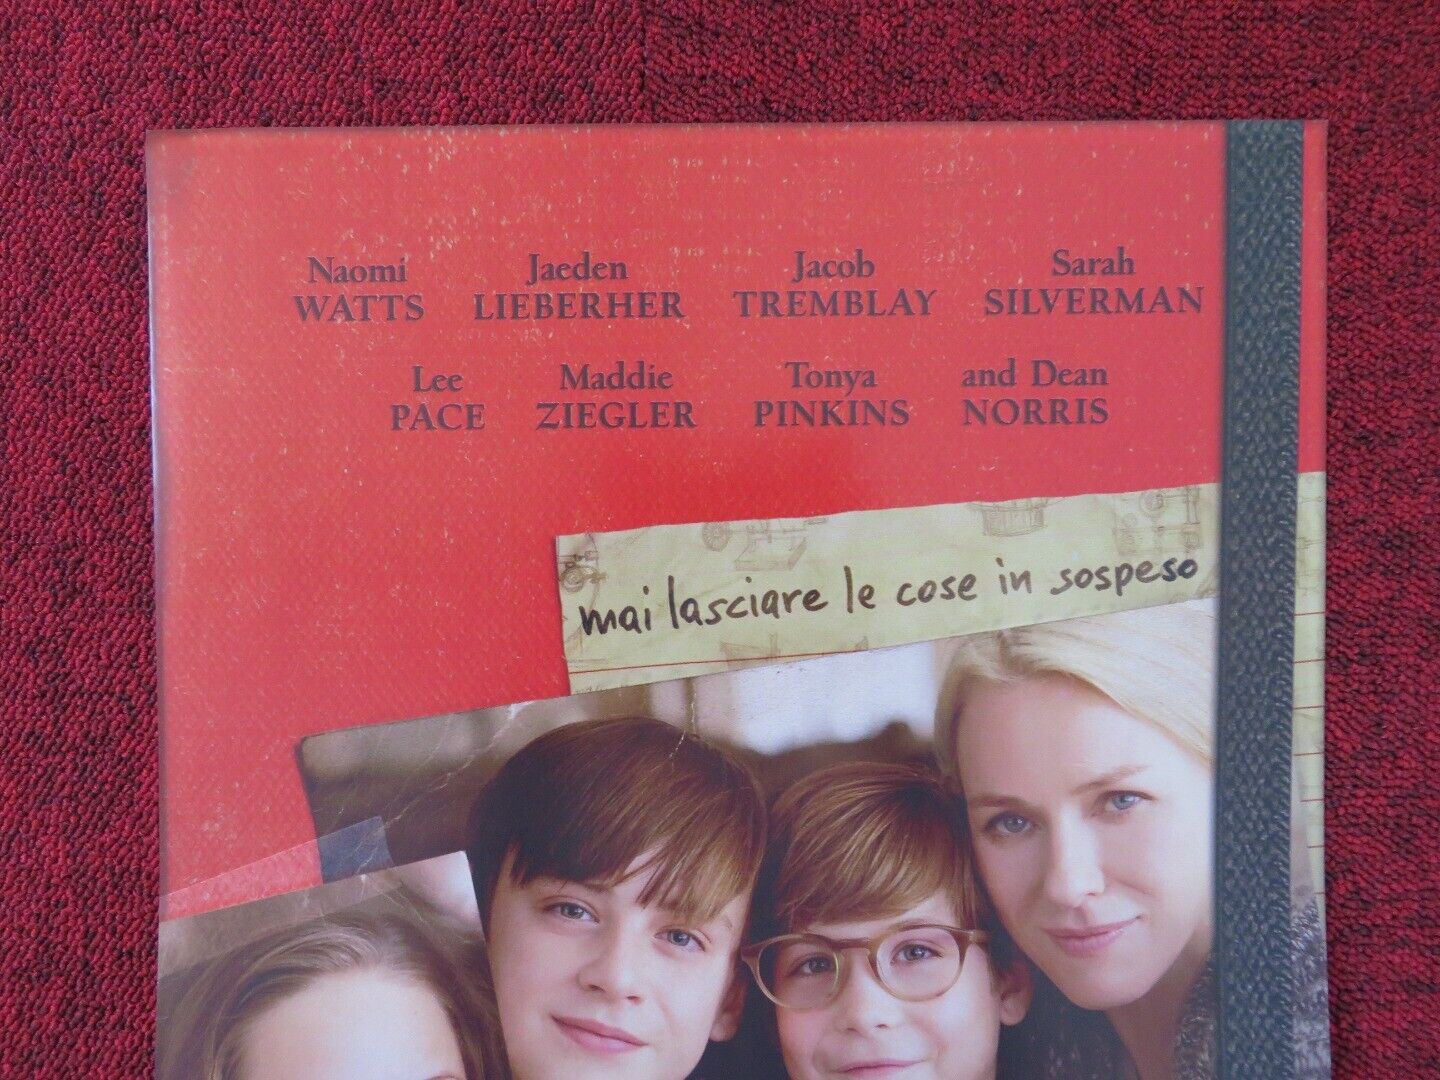 Naomi Jaeden Jacob Sarah
WATTS LIEBERHER TREMBLAY SILVERMAN
Lee Maddie Tonya and Dean
PACE ZIEGLER PINKINS NORRIS
mai lasciare le cose in sospeso